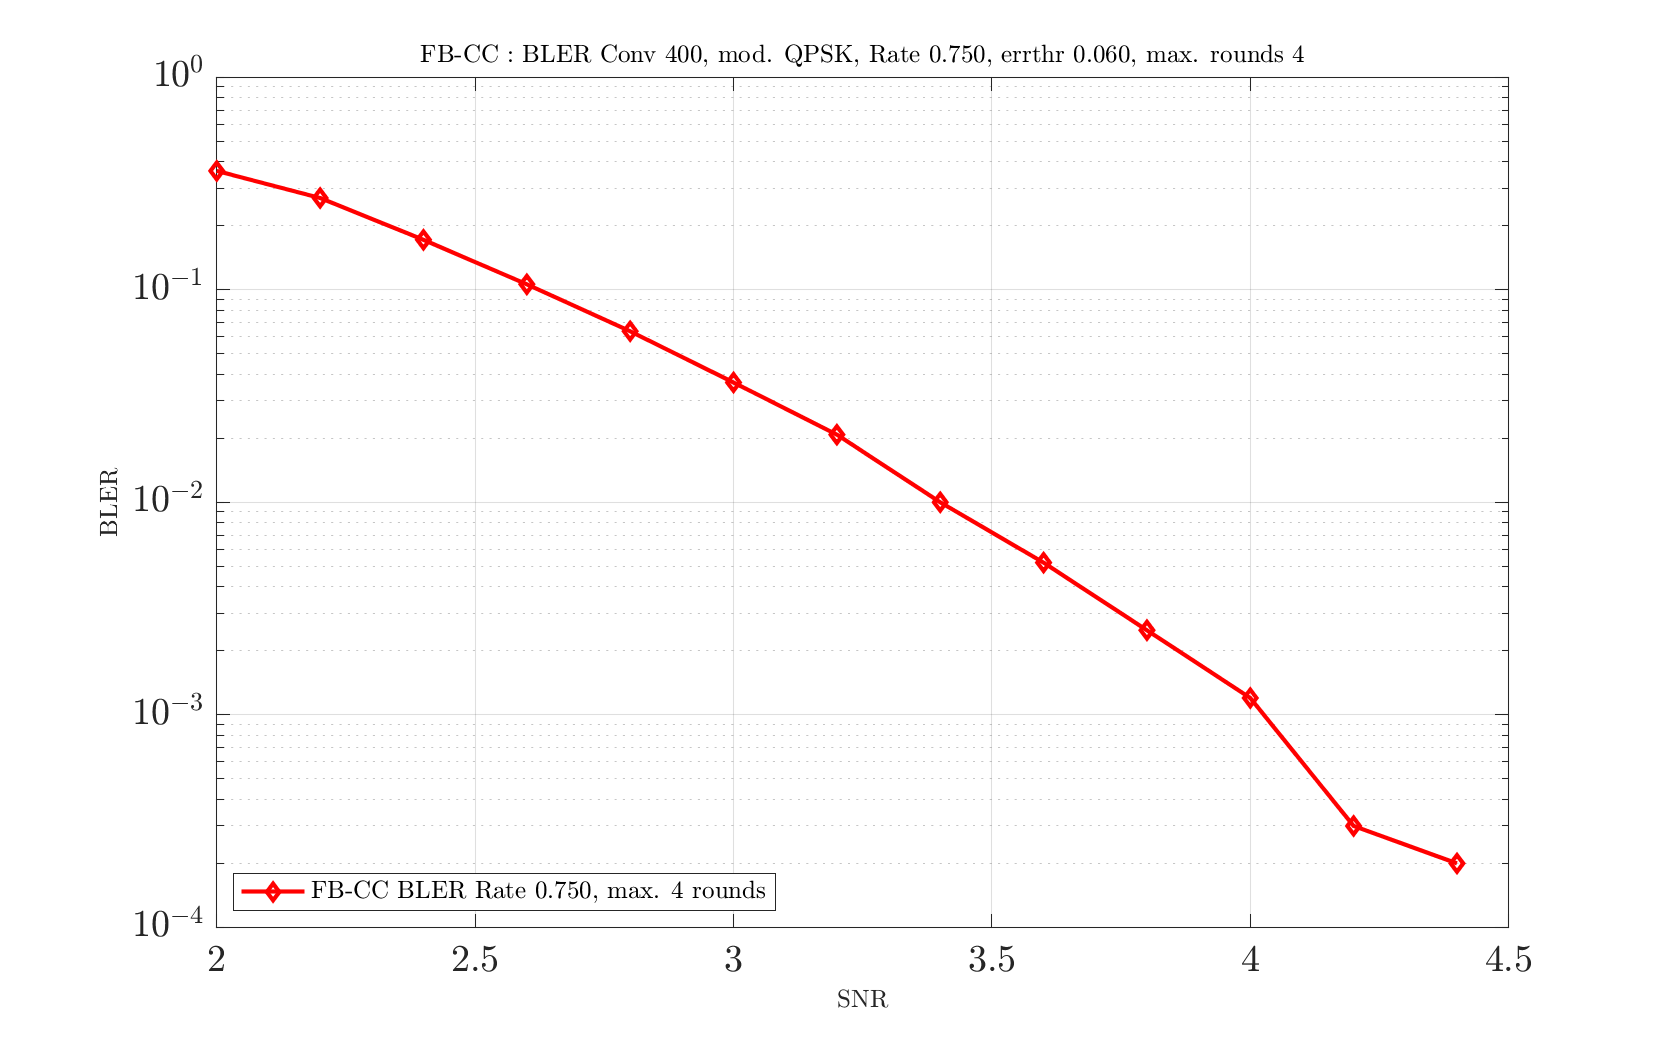 FB-CC : BLER Conv 400, mod. QPSK, Rate 0.750, errthr 0.060, max. rounds 4
10^0
10^-1
10^-2
10^-3
10^-4
BLER
FB-CC BLER Rate 0.750, max. 4 rounds
2 2.5 3 3.5 4 4.5
SNR